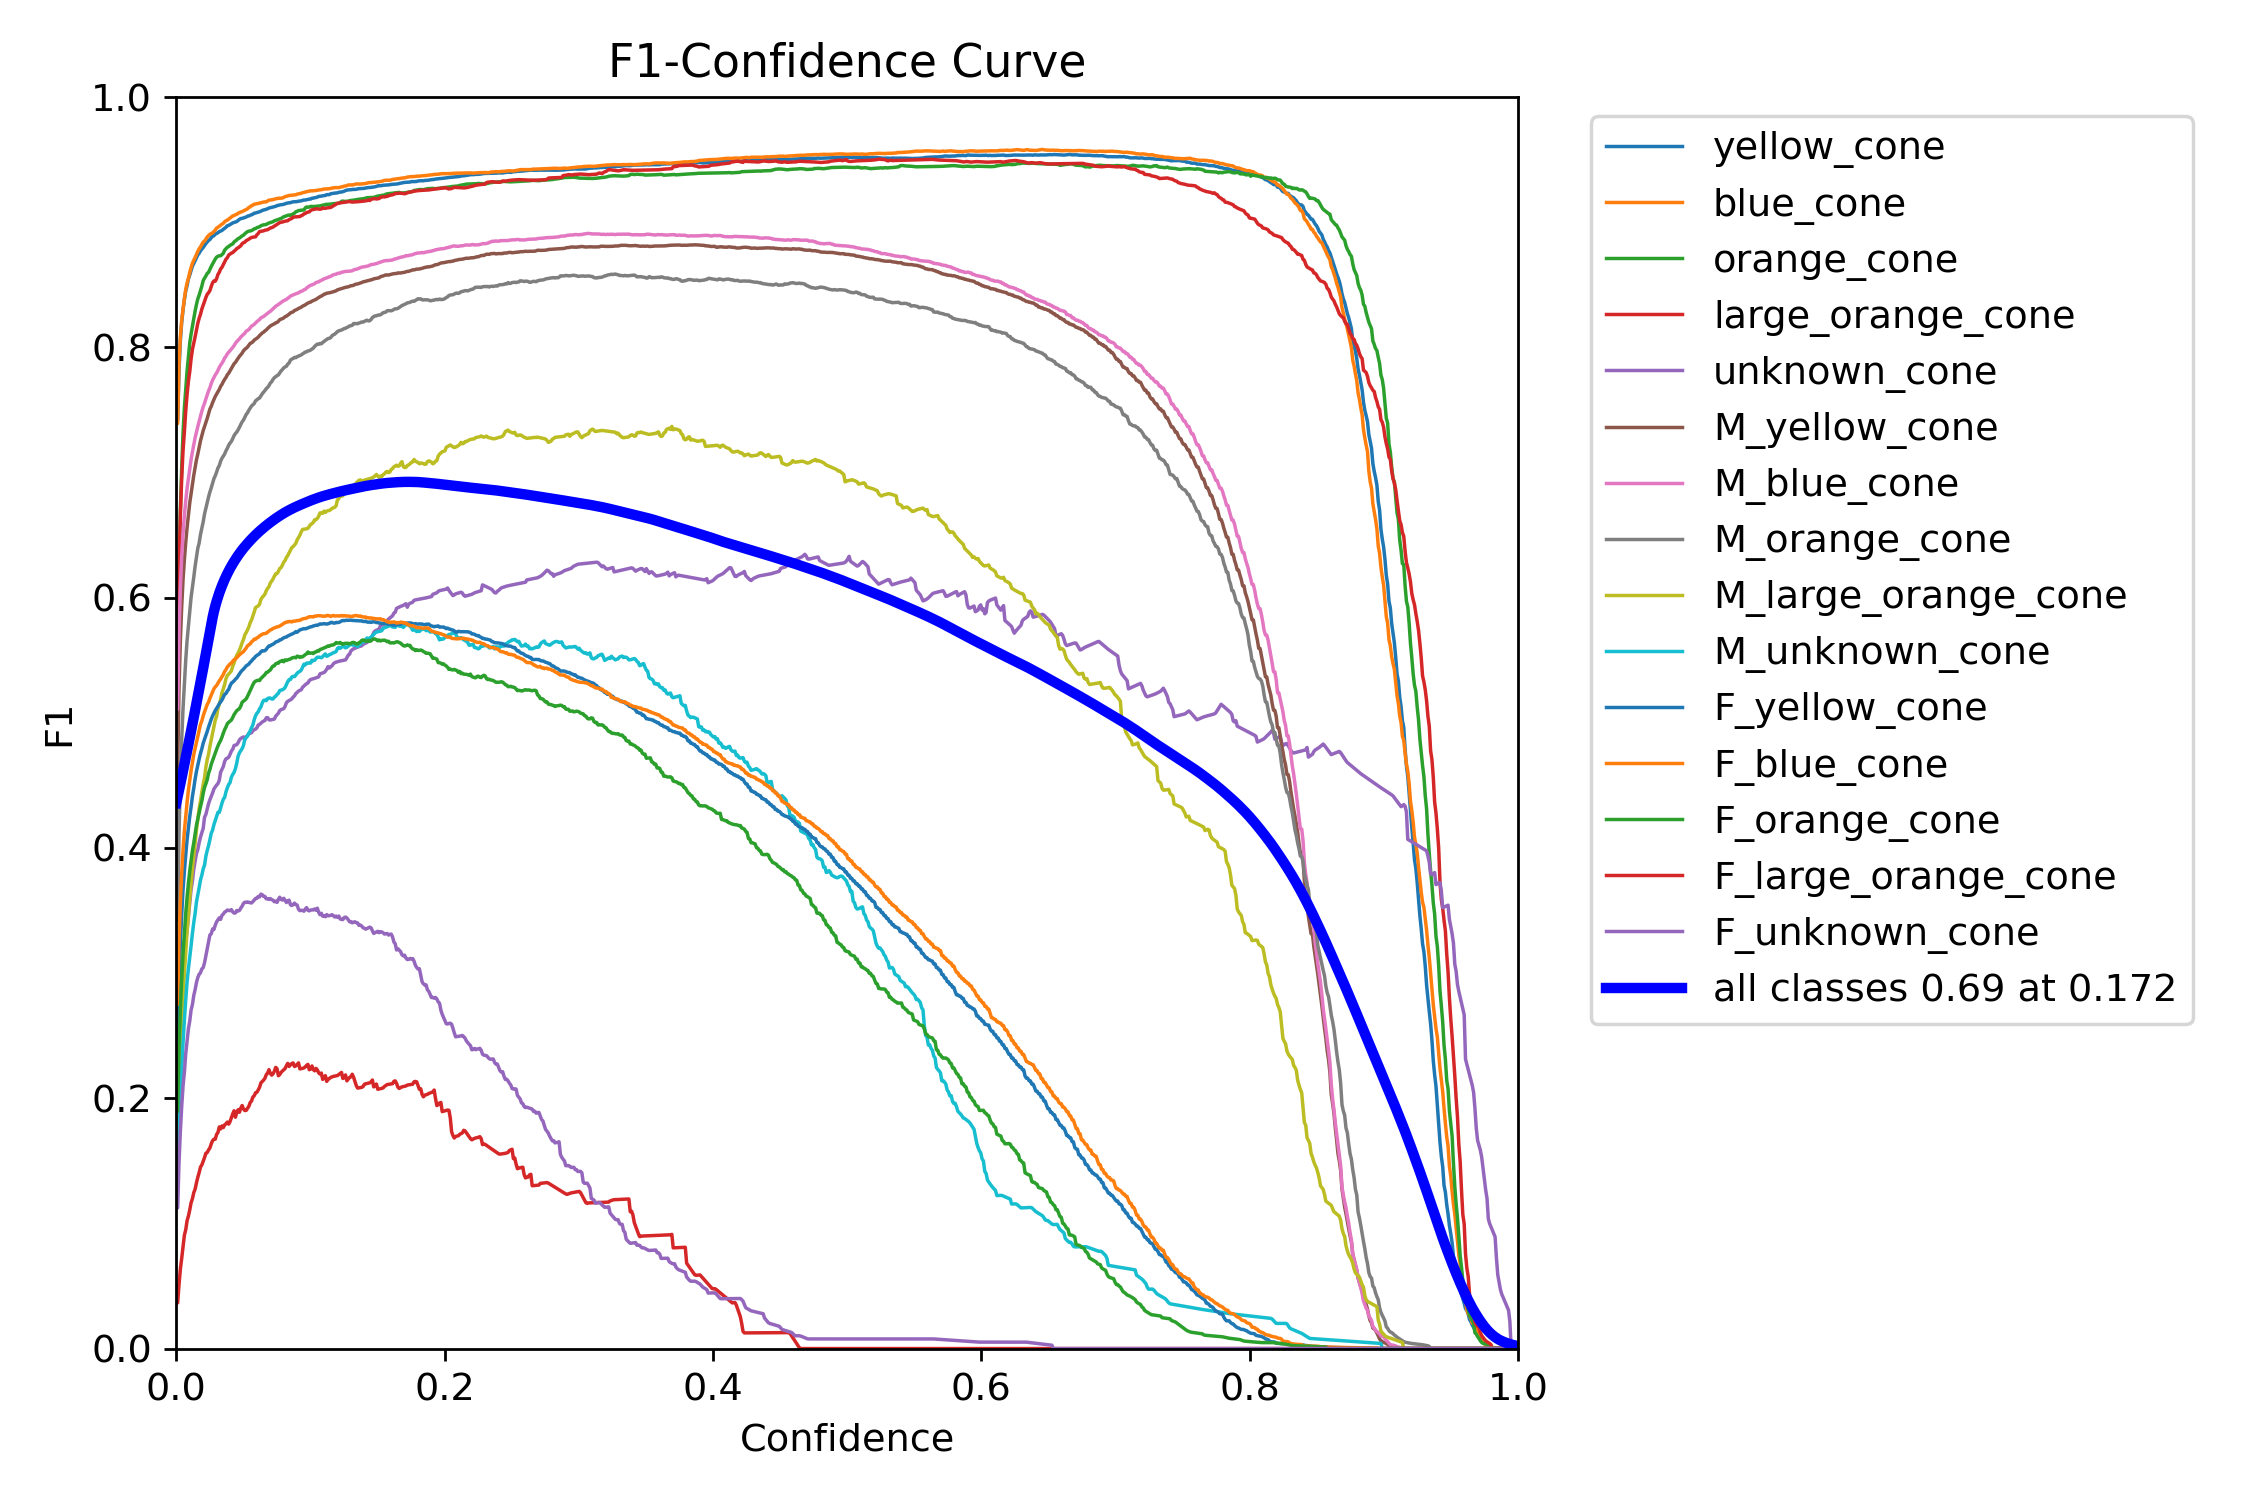 F1-Confidence Curve
1.0
0.8
0.6
0.4
0.2
0.0
F1
0.0 0.2 0.4 0.6 0.8 1.0
Confidence
yellow_cone
blue_cone
orange_cone
large_orange_cone
unknown_cone
M_yellow_cone
M_blue_cone
M_orange_cone
M_large_orange_cone
M_unknown_cone
F_yellow_cone
F_blue_cone
F_orange_cone
F_large_orange_cone
F_unknown_cone
all classes 0.69 at 0.172